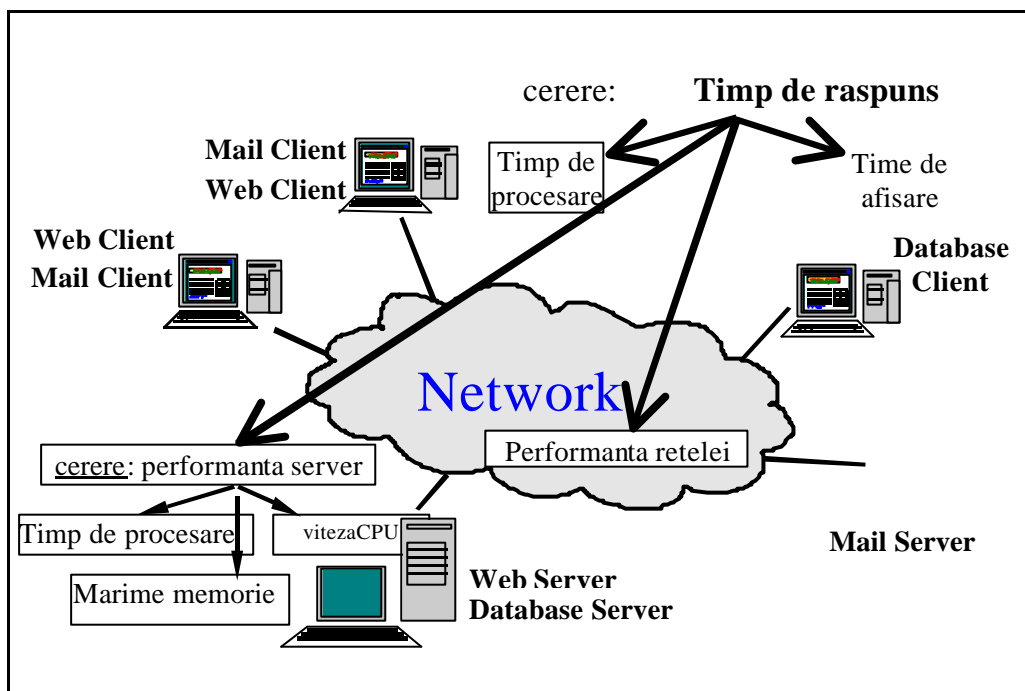 cerere: Timp de raspuns
Mail Client
Web Client
Timp de
procesare
Time de
afisare
Web Client
Mail Client
Database
Client
Network
cerere: performanta server
Performanta retelei
Timp de procesare
vitezaCPU
Marime memorie
Mail Server
Web Server
Database Server